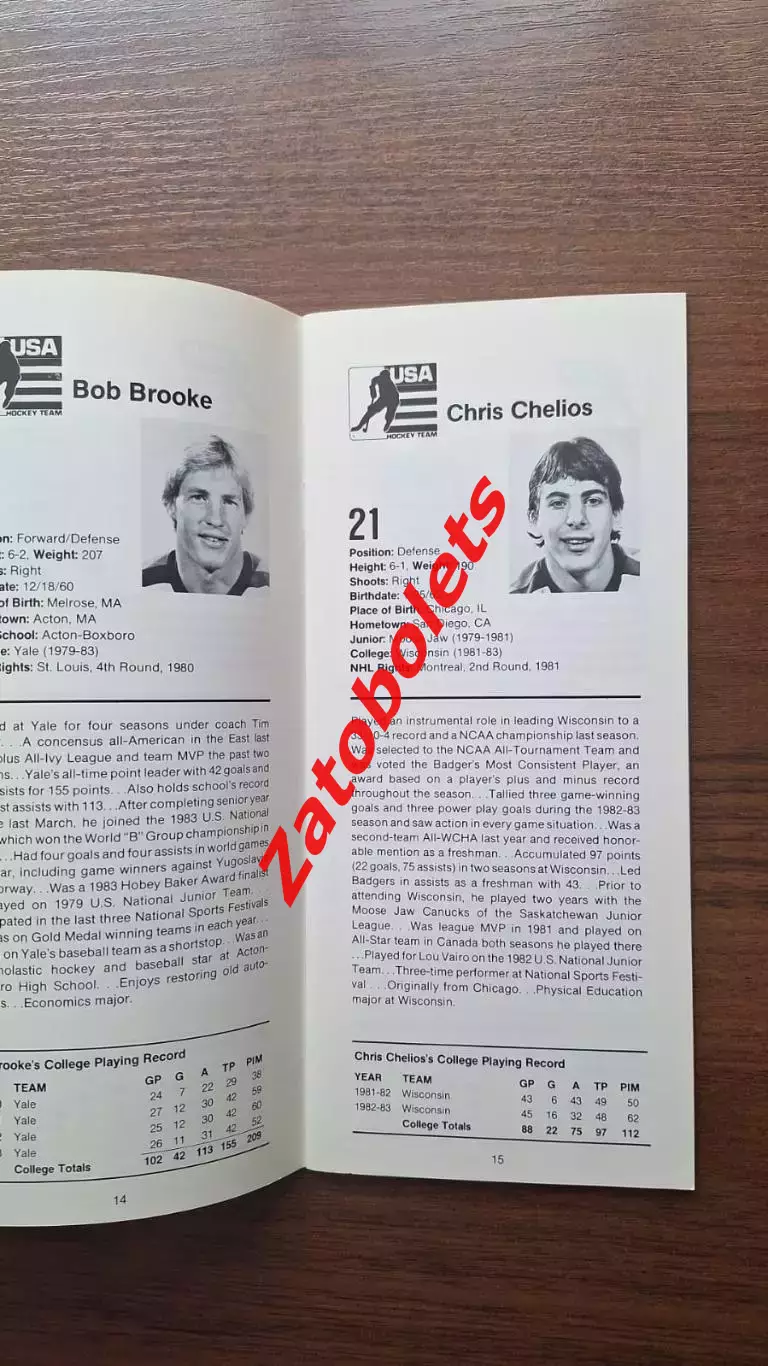 USA
HOCKEY TEAM
Bob Brooke
Position: Forward/Defense
6-2, Weight: 207
Right
12/18/60
of Birth: Melrose, MA
Acton, MA
School: Acton-Boxboro
Yale (1979-83)
Rights: St. Louis, 4th Round, 1980
at Yale for four seasons under coach Tim
. . .A concensus all-American in the East last
plus All-Ivy League and team MVP the past two
. . .Yale's all-time point leader with 42 goals and
for 155 points. . .Also holds school's record
assists with 113. . .After completing senior year
last March, he joined the 1983 U.S. National
which won the World "B" Group championship in
. . .Had four goals and four assists in world games
including game winners against Yugoslavia
. . .Was a 1983 Hobey Baker Award finalist
on 1979 U.S. National Junior Team. .
in the last three National Sports Festivals
on Gold Medal winning teams in each year. . .
on Yale's baseball team as a shortstop. . .Was an
hockey and baseball star at Acton-
High School. . .Enjoys restoring old auto-
. . .Economics major.
Brooke's College Playing Record
TEAM GP G A TP PIM
Yale 24 7 22 29 38
Yale 27 12 30 42 59
Yale 25 12 30 42 60
Yale 26 11 31 42 52
College Totals 102 42 113 155 209
14
USA
HOCKEY TEAM
Chris Chelios
21
Position: Defense
Height: 6-1, Weight: 190
Shoots: Right
Birthdate:
Place of Birth: Chicago, IL
Hometown: San Diego, CA
Junior: Moose Jaw (1979-1981)
College: Wisconsin (1981-83)
NHL Rights: Montreal, 2nd Round, 1981
Played an instrumental role in leading Wisconsin to a
record and a NCAA championship last season.
Was selected to the NCAA All-Tournament Team and
was voted the Badger's Most Consistent Player, an
award based on a player's plus and minus record
throughout the season. . .Tallied three game-winning
goals and three power play goals during the 1982-83
season and saw action in every game situation. . .Was a
second-team All-WCHA last year and received honor-
able mention as a freshman. . .Accumulated 97 points
(22 goals, 75 assists) in two seasons at Wisconsin. . .Led
Badgers in assists as a freshman with 43. . .Prior to
attending Wisconsin, he played two years with the
Moose Jaw Canucks of the Saskatchewan Junior
League. . .Was league MVP in 1981 and played on
All-Star team in Canada both seasons he played there
. . .Played for Lou Vairo on the 1982 U.S. National Junior
Team. . .Three-time performer at National Sports Festi-
val . . .Originally from Chicago. . .Physical Education
major at Wisconsin.
Chris Chelios's College Playing Record
YEAR TEAM GP G A TP PIM
1981-82 Wisconsin 43 6 43 49 50
1982-83 Wisconsin 45 16 32 48 62
College Totals 88 22 75 97 112
15
Zatobolets